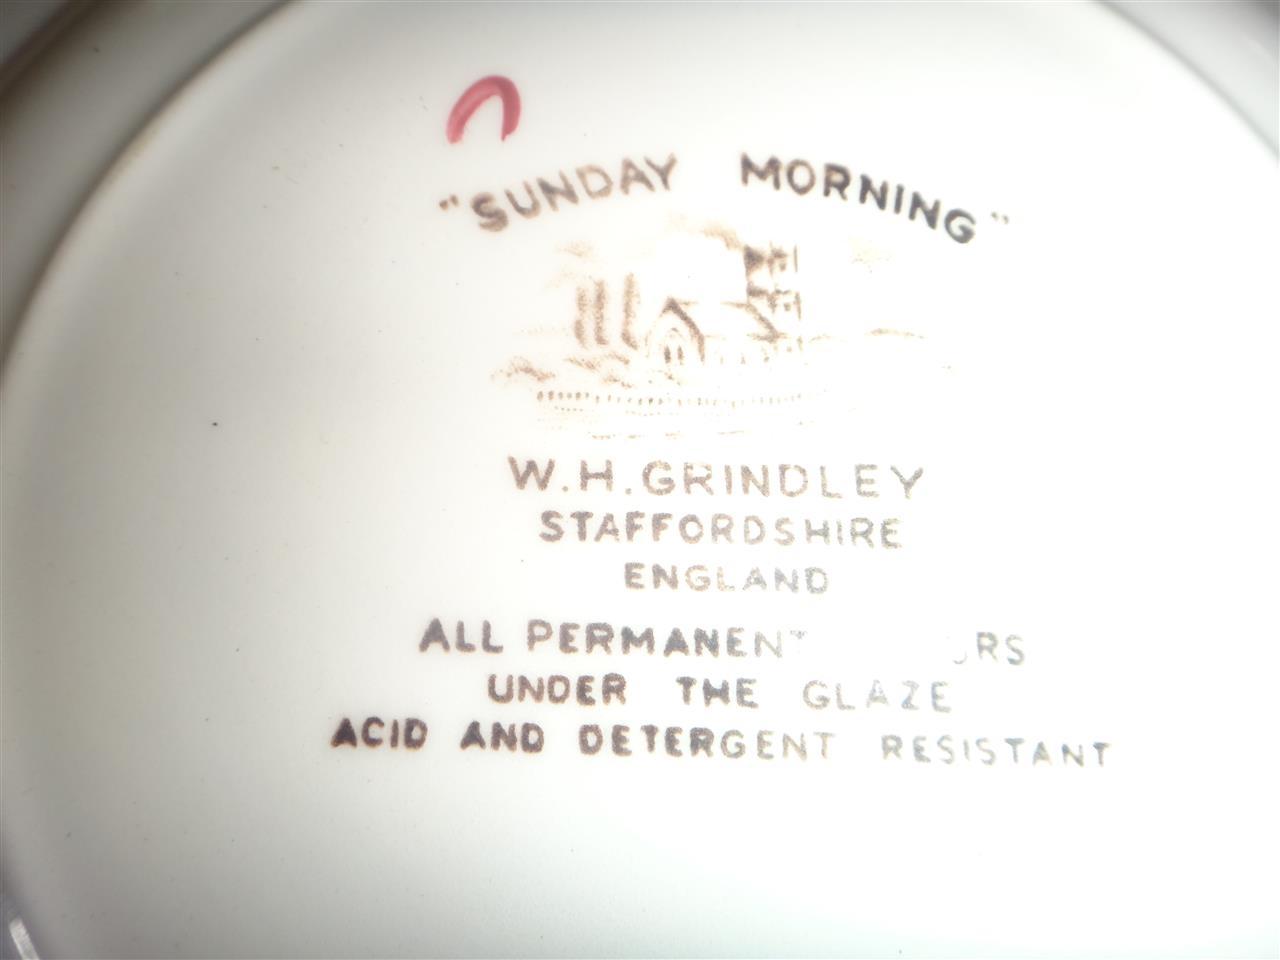 "SUNDAY MORNING"
W.H.GRINDLEY
STAFFORDSHIRE
ENGLAND
ALL PERMANENT
UNDER THE GLAZE
ACID AND DETERGENT RESISTANT